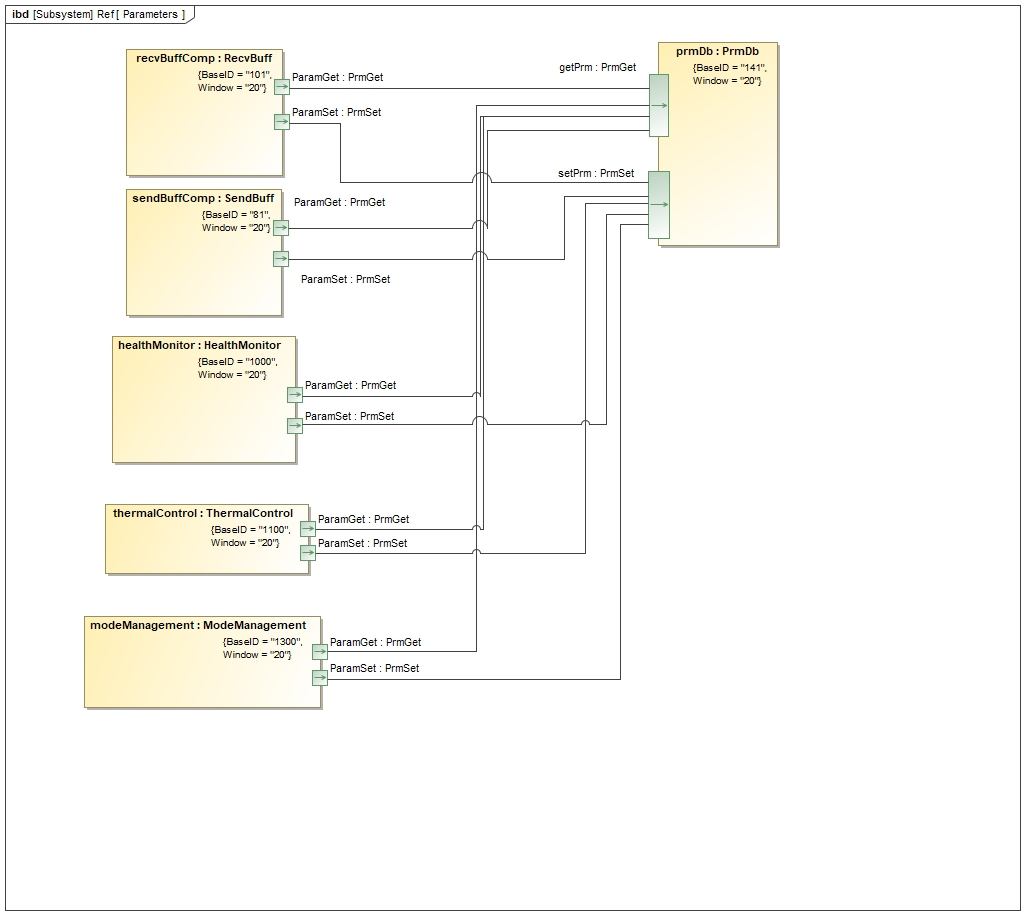 ibd [Subsystem] Ref [ Parameters ]
recvBuffComp : RecvBuff
{BaseID = "101",
Window = "20"}
ParamGet : PrmGet
ParamSet : PrmSet
prmDb : PrmDb
{BaseID = "141",
Window = "20"}
getPrm : PrmGet
setPrm : PrmSet
sendBuffComp : SendBuff
{BaseID = "81",
Window = "20"}
ParamGet : PrmGet
ParamSet : PrmSet
healthMonitor : HealthMonitor
{BaseID = "1000",
Window = "20"}
ParamGet : PrmGet
ParamSet : PrmSet
thermalControl : ThermalControl
{BaseID = "1100",
Window = "20"}
ParamGet : PrmGet
ParamSet : PrmSet
modeManagement : ModeManagement
{BaseID = "1300",
Window = "20"}
ParamGet : PrmGet
ParamSet : PrmSet